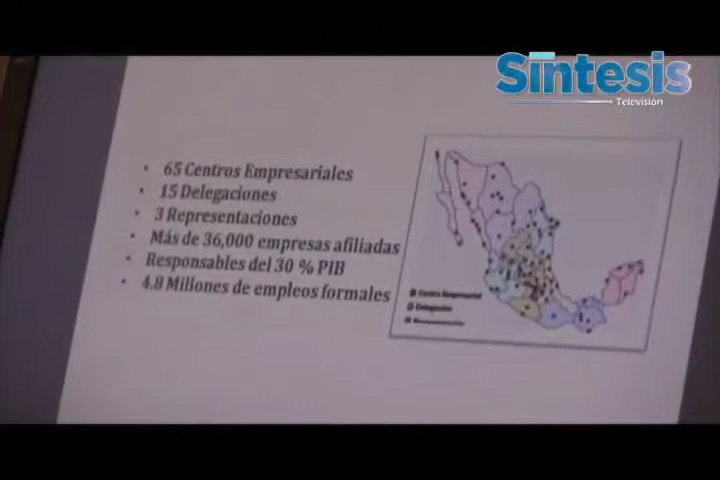 Síntesis
Televisión
• 65 Centros Empresariales
• 15 Delegaciones
• 3 Representaciones
• Más de 36,000 empresas afiliadas
• Responsables del 30 % PIB
• 4.8 Millones de empleos formales
Centro Empresarial
Delegación